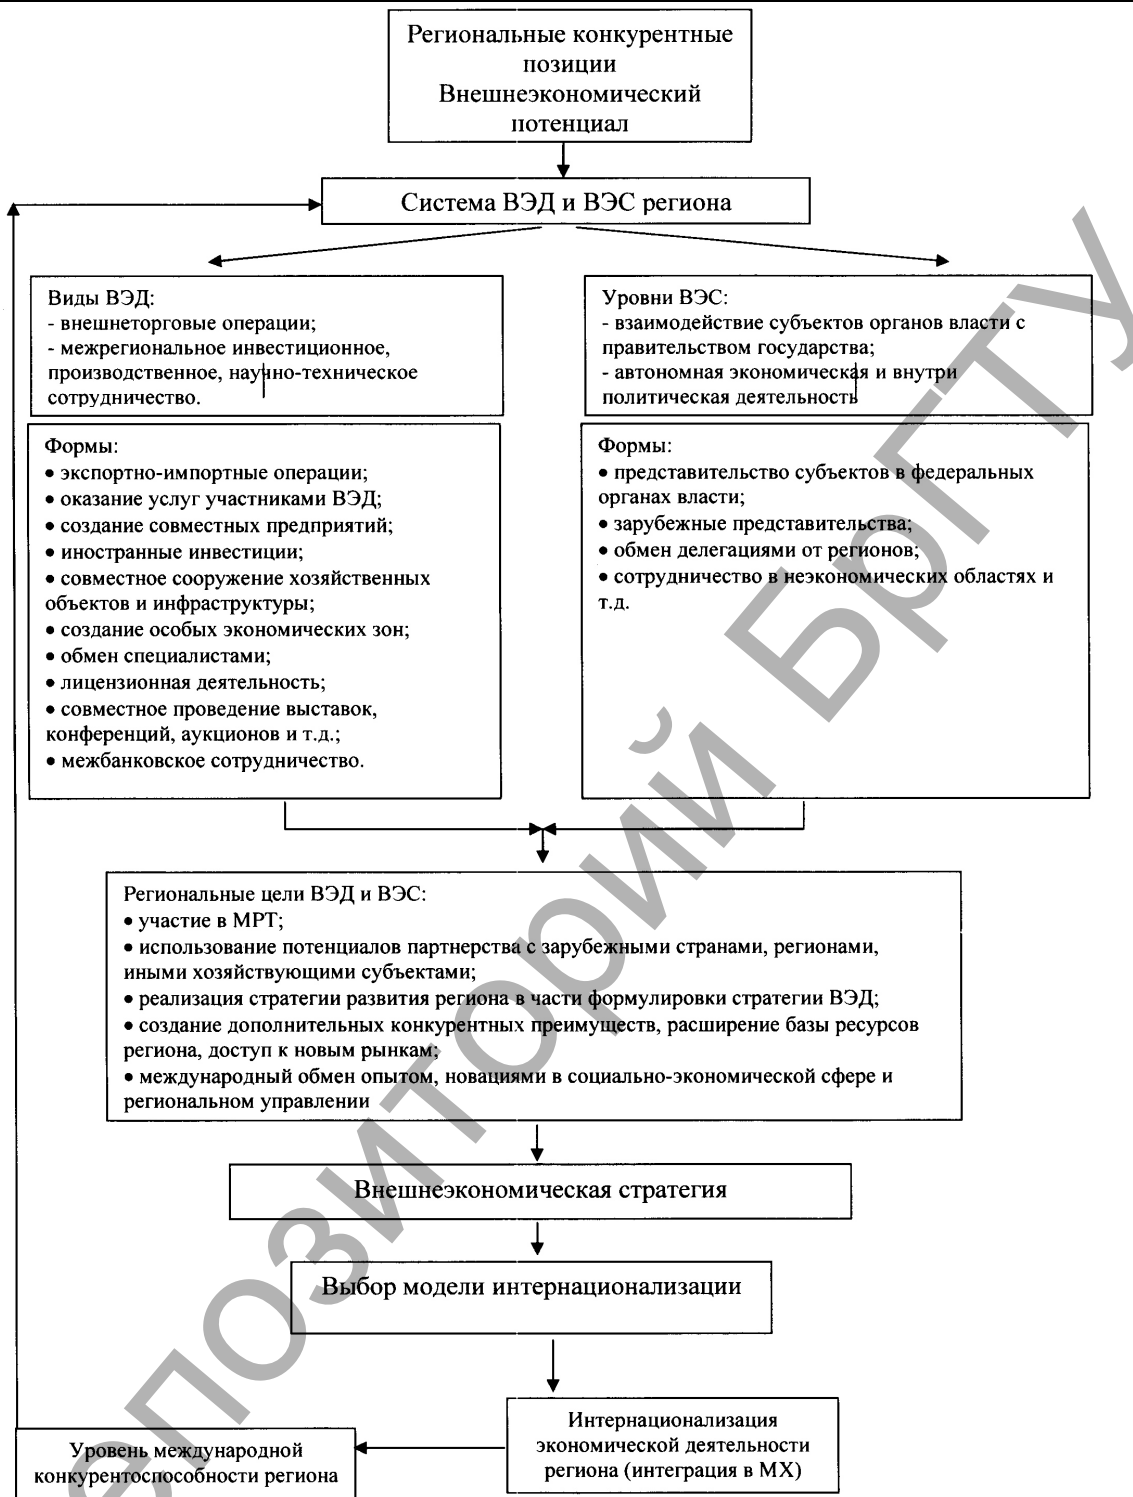 Региональные конкурентные
позиции
Внешнеэкономический
потенциал
Система ВЭД и ВЭС региона
Виды ВЭД:
- внешнеторговые операции;
- межрегиональное инвестиционное,
производственное, научно-техническое
сотрудничество.
Уровни ВЭС:
- взаимодействие субъектов органов власти с
правительством государства;
- автономная экономическая и внутри
политическая деятельность
Формы:
• экспортно-импортные операции;
• оказание услуг участниками ВЭД;
• создание совместных предприятий;
• иностранные инвестиции;
• совместное сооружение хозяйственных
объектов и инфраструктуры;
• создание особых экономических зон;
• обмен специалистами;
• лицензионная деятельность;
• совместное проведение выставок,
конференций, аукционов и т.д.;
• межбанковское сотрудничество.
Формы:
• представительство субъектов в федеральных
органах власти;
• зарубежные представительства;
• обмен делегациями от регионов;
• сотрудничество в неэкономических областях и
т.д.
Региональные цели ВЭД и ВЭС:
• участие в МРТ;
• использование потенциалов партнерства с зарубежными странами, регионами,
иными хозяйствующими субъектами;
• реализация стратегии развития региона в части формулировки стратегии ВЭД;
• создание дополнительных конкурентных преимуществ, расширение базы ресурсов
региона, доступ к новым рынкам;
• международный обмен опытом, новациями в социально-экономической сфере и
региональном управлении
Внешнеэкономическая стратегия
Выбор модели интернационализации
Интернационализация
экономической деятельности
региона (интеграция в МХ)
Уровень международной
конкурентоспособности региона
епозиторий БрГТУ